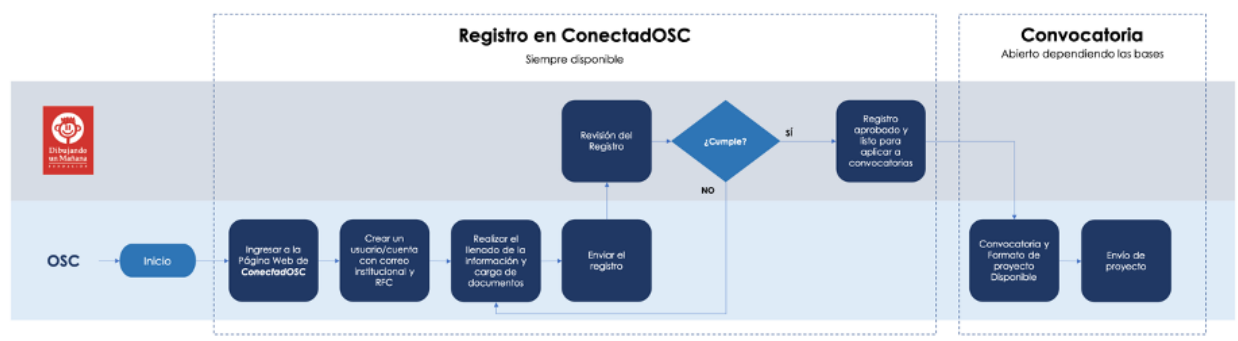 Registro en ConectadOSC
Siempre disponible
Convocatoria
Abierto dependiendo las bases
Dibujando
un Mañana
FUNDACIÓN
Revisión del
Registro
¿Cumple?
SÍ
NO
Registro
aprobado y
listo para
aplicar a
convocatorias
OSC
Inicio
Ingresar a la
Página Web de
ConectadOSC
Crear un
usuario/cuenta
con correo
institucional y
RFC
Realizar el
llenado de la
información y
carga de
documentos
Enviar el
registro
Convocatoria y
Formato de
proyecto
Disponible
Envío de
proyecto